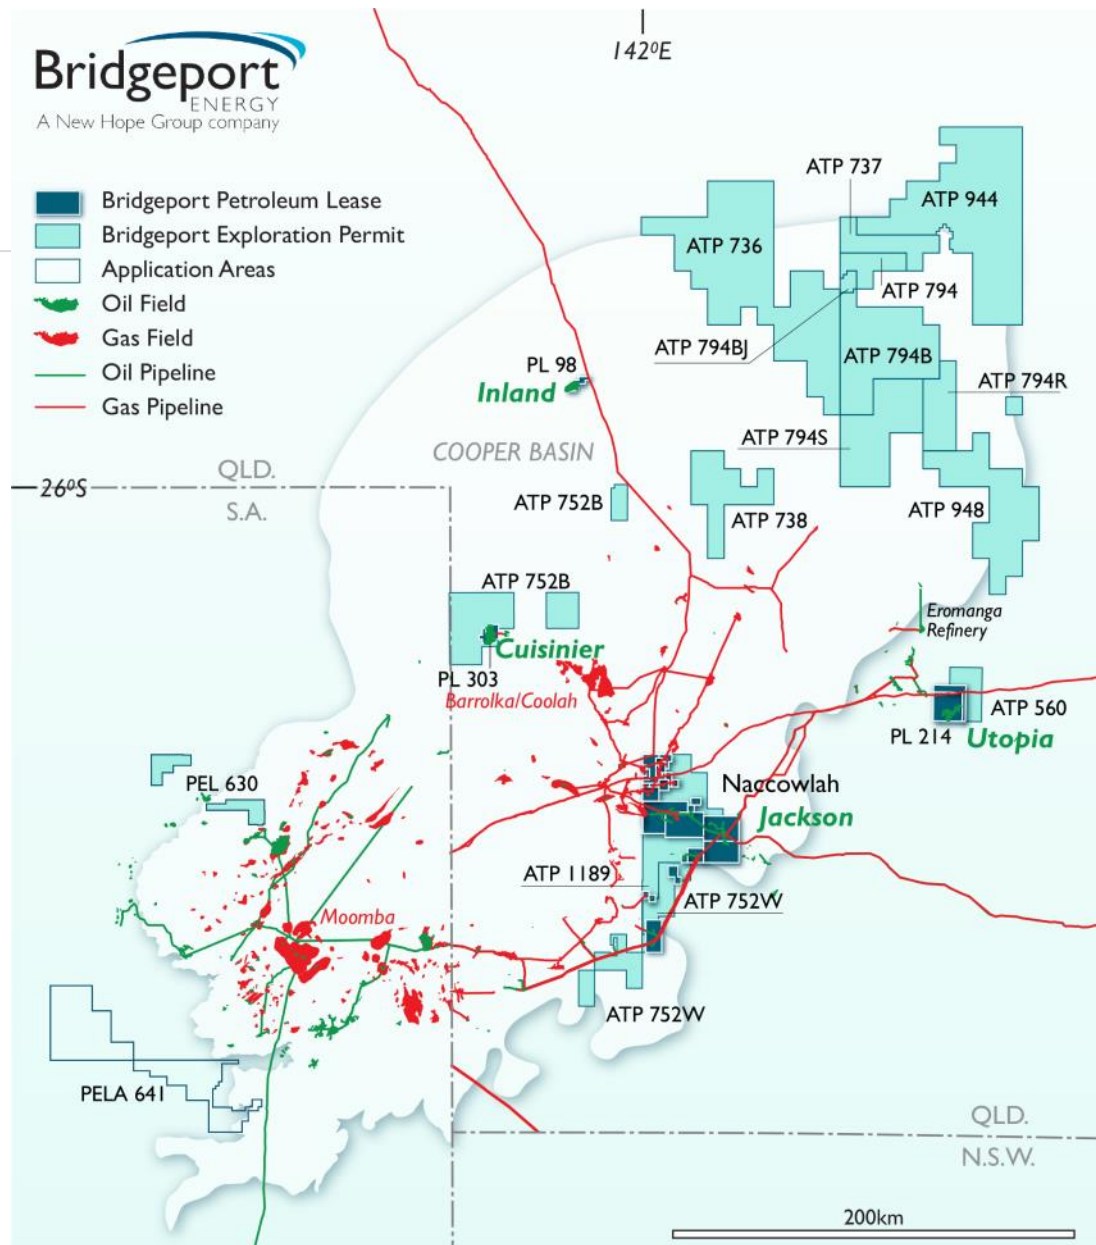 Bridgeport
ENERGY
A New Hope Group company
142⁰E
Bridgeport Petroleum Lease
Bridgeport Exploration Permit
Application Areas
Oil Field
Gas Field
Oil Pipeline
Gas Pipeline
ATP 737
ATP 944
ATP 736
ATP 794
ATP 794BJ
ATP 794B
PL 98
Inland
ATP 794R
ATP 794S
COOPER BASIN
QLD.
26⁰S
S.A.
ATP 752B
ATP 738
ATP 948
ATP 752B
Eromanga
Refinery
Cuisinier
PL 303
Barrolka/Coolah
ATP 560
PL 214
Utopia
PEL 630
Naccowlah
Jackson
ATP 1189
ATP 752W
Moomba
ATP 752W
PELA 641
QLD.
N.S.W.
200km